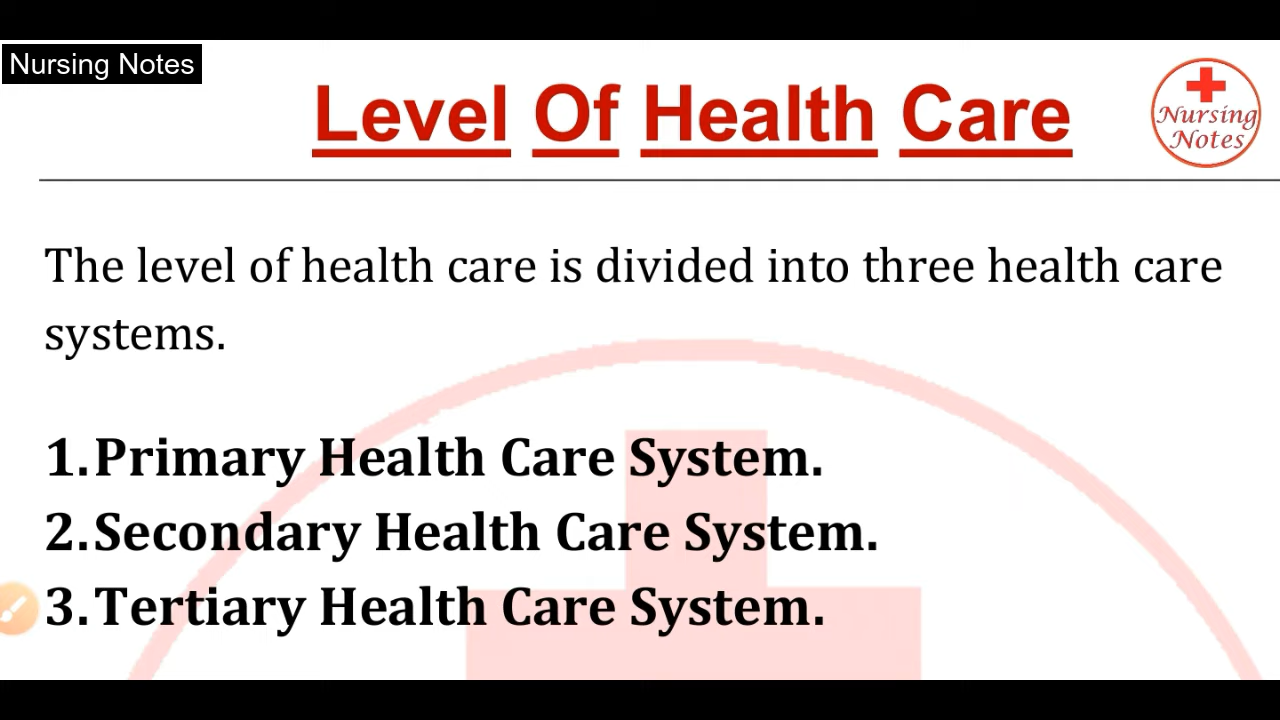 Nursing Notes
Level Of Health Care
Nursing
Notes
The level of health care is divided into three health care
systems.
1.Primary Health Care System.
2.Secondary Health Care System.
3.Tertiary Health Care System.